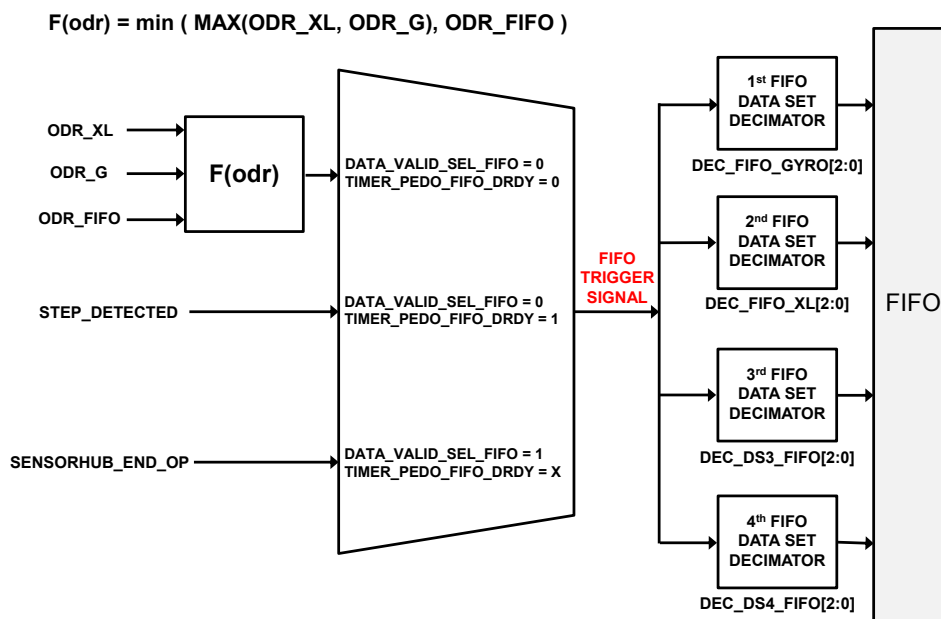 F(odr) = min ( MAX(ODR_XL, ODR_G), ODR_FIFO )
ODR_XL
ODR_G
ODR_FIFO
F(odr)
STEP_DETECTED
SENSORHUB_END_OP
DATA_VALID_SEL_FIFO = 0
TIMER_PEDO_FIFO_DRDY = 0
DATA_VALID_SEL_FIFO = 0
TIMER_PEDO_FIFO_DRDY = 1
DATA_VALID_SEL_FIFO = 1
TIMER_PEDO_FIFO_DRDY = X
FIFO
TRIGGER
SIGNAL
1st FIFO
DATA SET
DECIMATOR
DEC_FIFO_GYRO[2:0]
2nd FIFO
DATA SET
DECIMATOR
DEC_FIFO_XL[2:0]
3rd FIFO
DATA SET
DECIMATOR
DEC_DS3_FIFO[2:0]
4th FIFO
DATA SET
DECIMATOR
DEC_DS4_FIFO[2:0]
FIFO